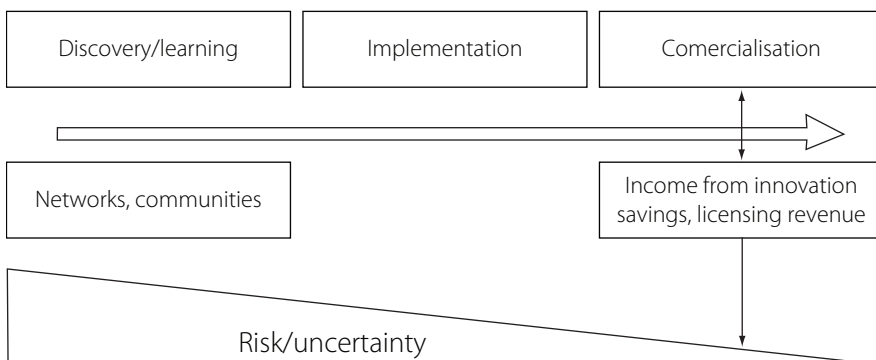 Discovery/learning
Implementation
Comercialisation
Networks, communities
Income from innovation
savings, licensing revenue
Risk/uncertainty